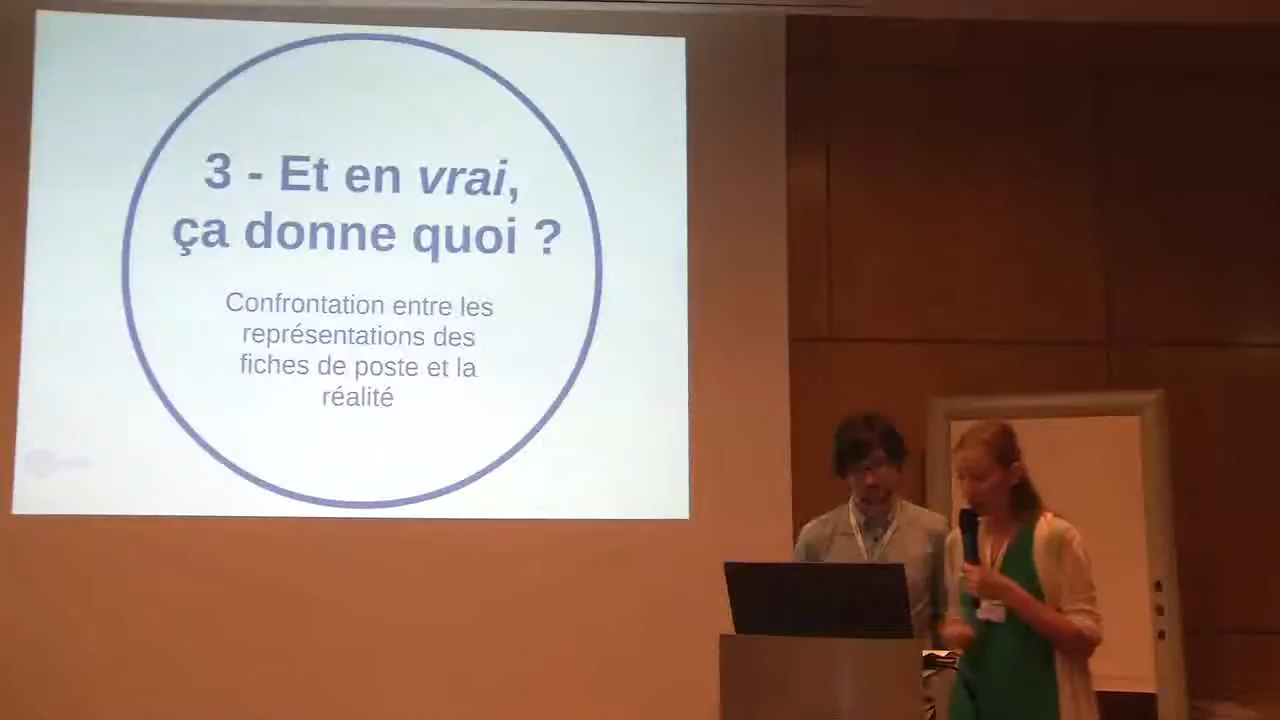 3 - Et en vrai,
ça donne quoi ?
Confrontation entre les
représentations des
fiches de poste et la
réalité